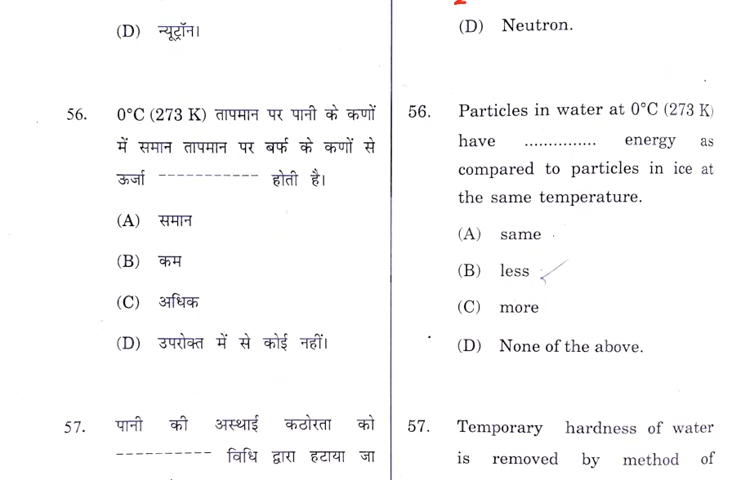 (D) न्यूट्रॉन।
56. 0°C (273 K) तापमान पर पानी के कणों
में समान तापमान पर बर्फ के कणों से
ऊर्जा ----------- होती है।
(A) समान
(B) कम
(C) अधिक
(D) उपरोक्त में से कोई नहीं।
57. पानी की अस्थाई कठोरता को
---------- विधि द्वारा हटाया जा
(D) Neutron.
56. Particles in water at 0°C (273 K)
have ............... energy as
compared to particles in ice at
the same temperature.
(A) same
(B) less
(C) more
(D) None of the above.
57. Temporary hardness of water
is removed by method of